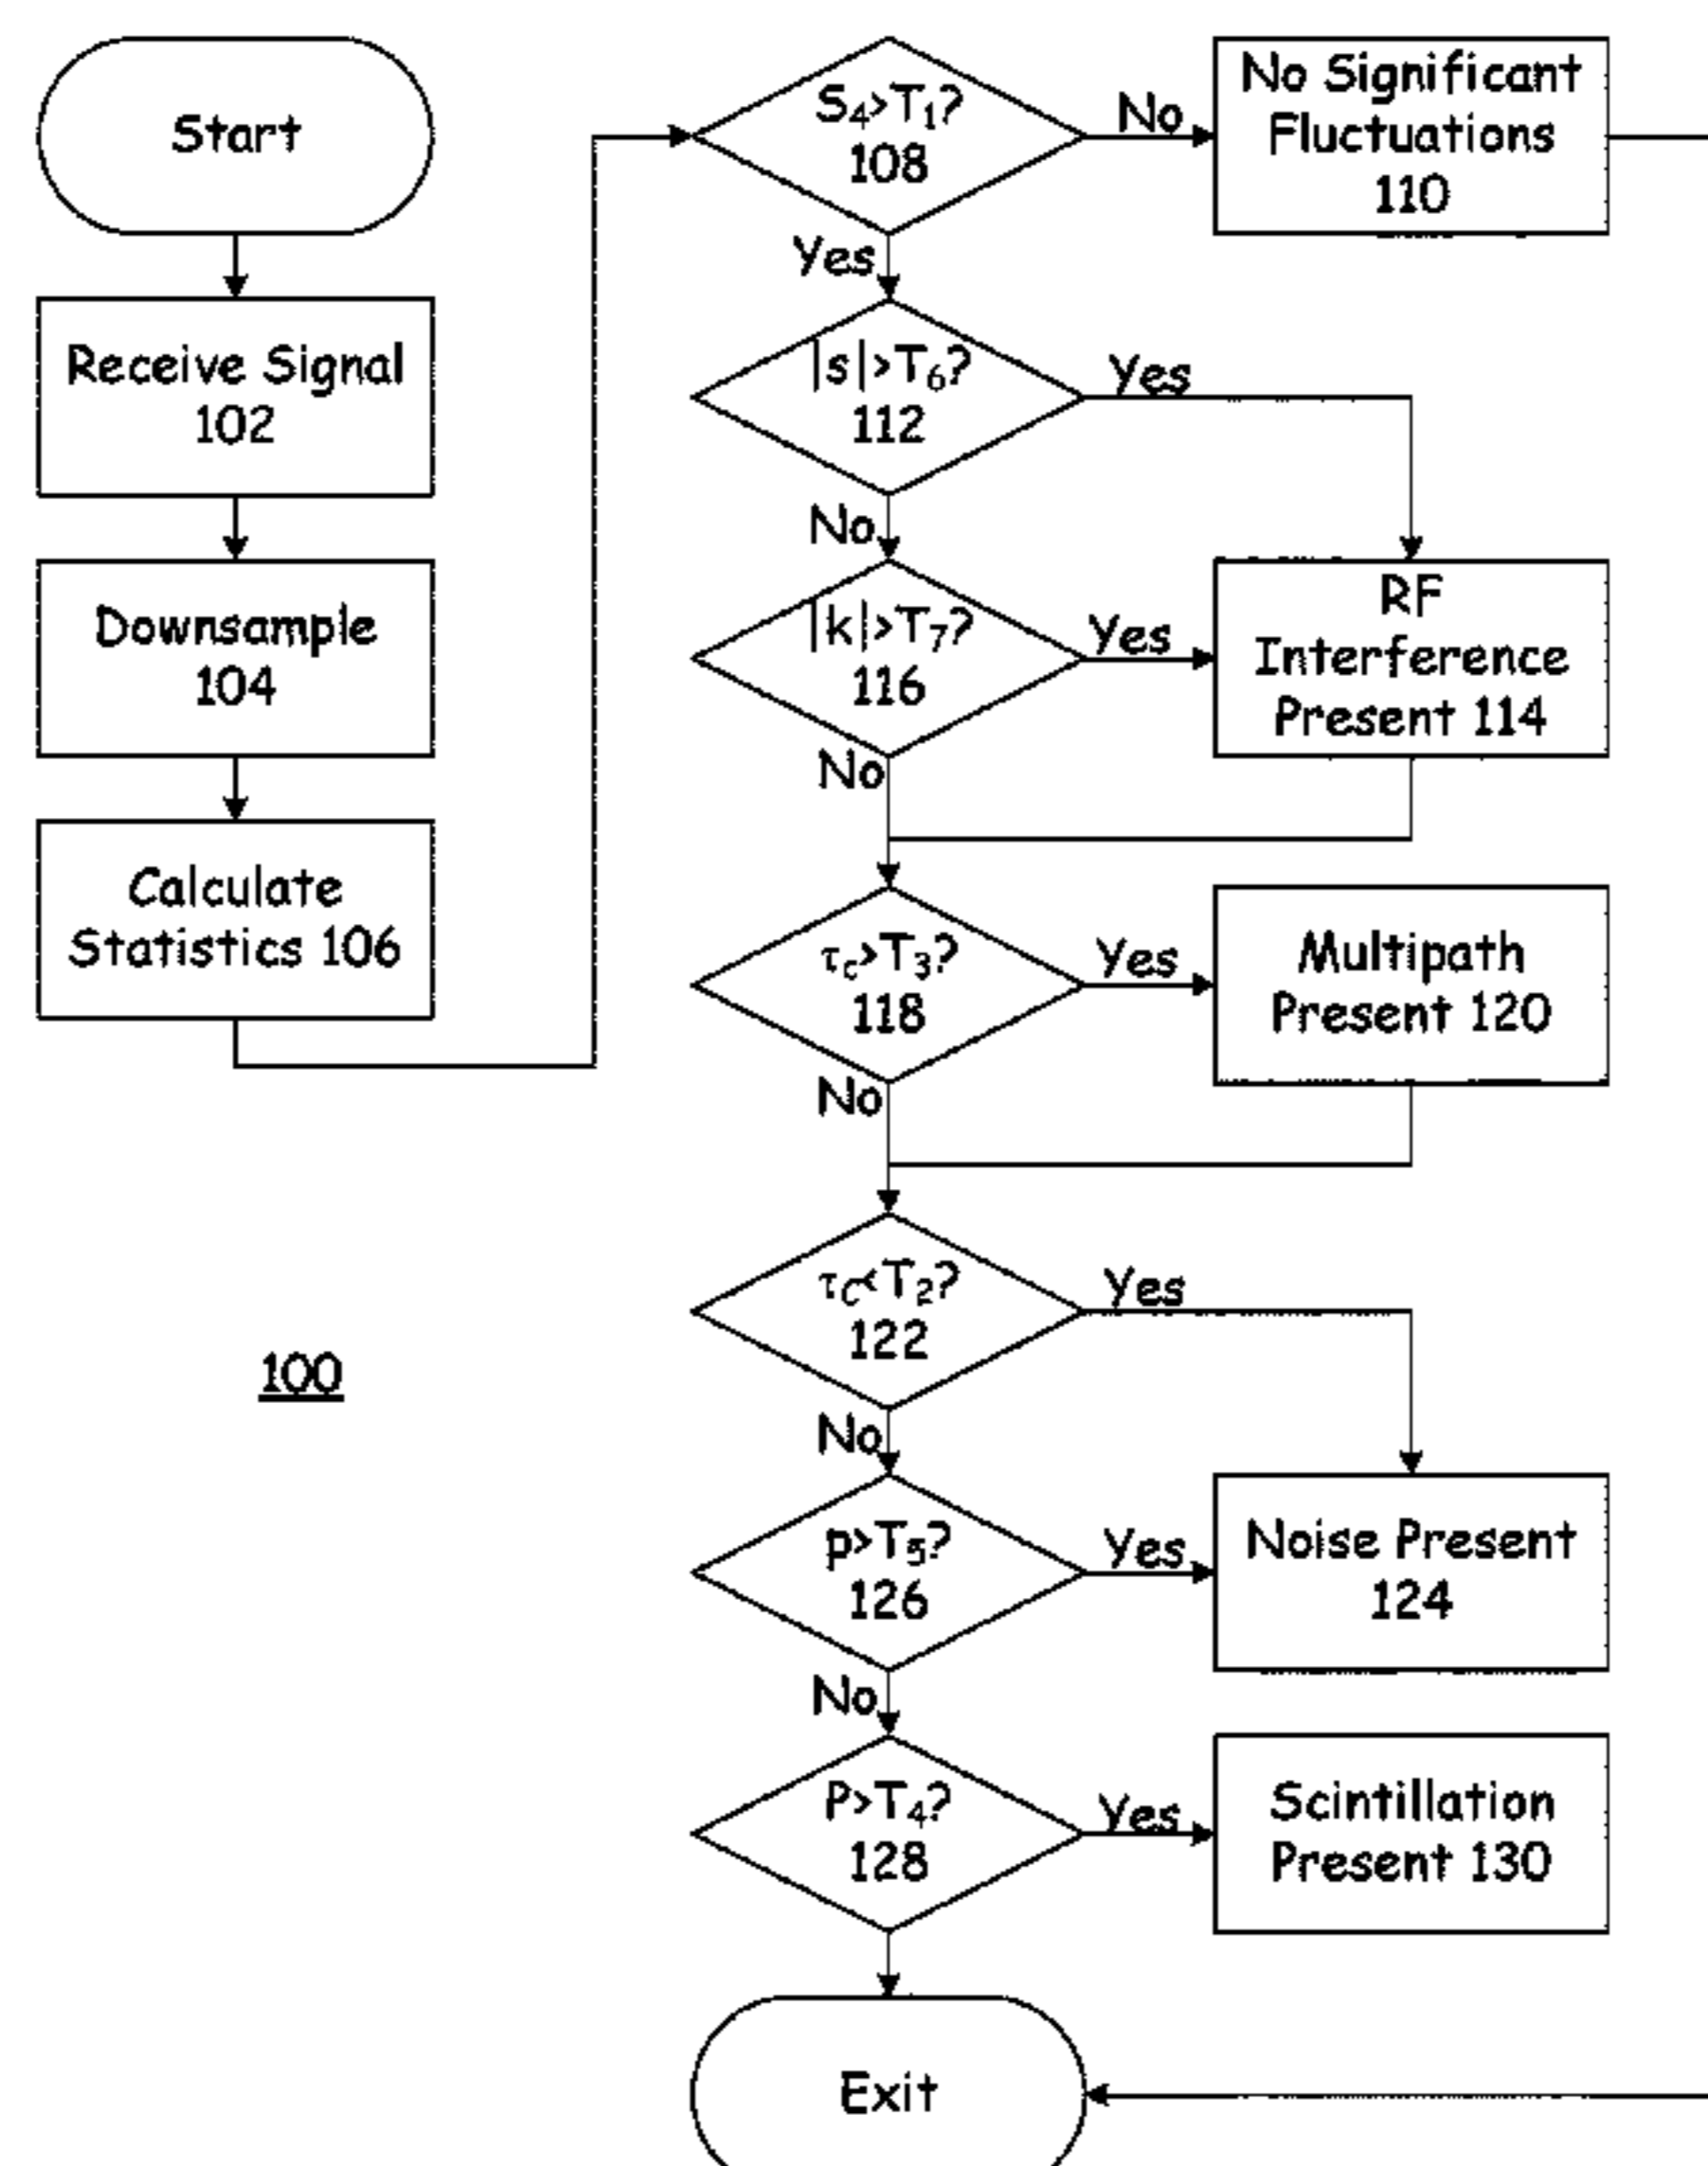 Start
Receive Signal
102
Downsample
104
Calculate
Statistics 106
100
S₄>T₁?
108
No
No Significant
Fluctuations
110
Yes
|s|>T₆?
112
Yes
No
|k|>T₇?
116
Yes
RF
Interference
Present 114
No
τc>T₃?
118
Yes
Multipath
Present 120
No
τC<T₂?
122
Yes
No
p>T₅?
126
Yes
Noise Present
124
No
P>T₄?
128
Yes
Scintillation
Present 130
Exit